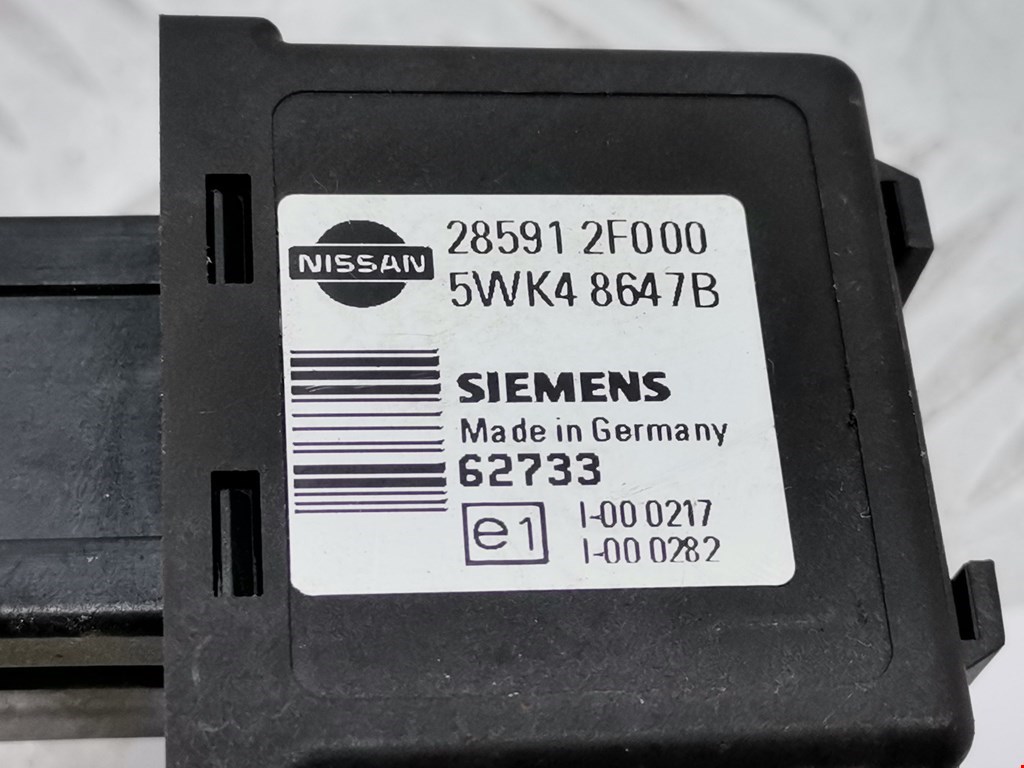 NISSAN
28591 2F000
5WK4 8647B
SIEMENS
Made in Germany
62733
e1
I-00 0217
I-00 0282